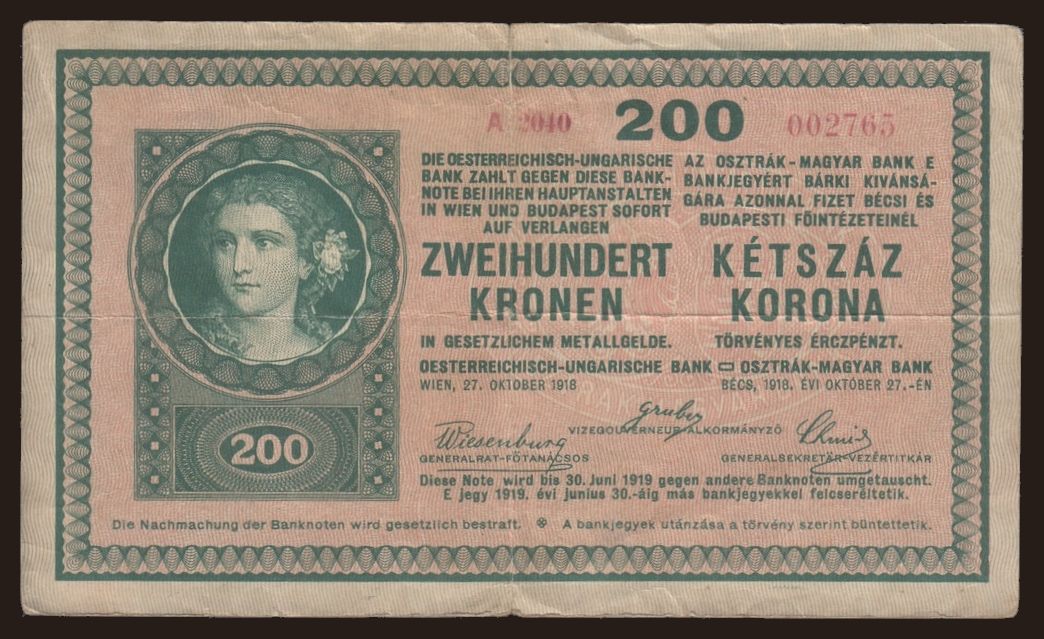 A 2040 200 002765
DIE OESTERREICHISCH-UNGARISCHE
BANK ZAHLT GEGEN DIESE BANK-
NOTE BEI IHREN HAUPTANSTALTEN
IN WIEN UND BUDAPEST SOFORT
AUF VERLANGEN
ZWEIHUNDERT
KRONEN
IN GESETZLICHEM METALLGELDE.
OESTERREICHISCH-UNGARISCHE BANK
WIEN, 27. OKTOBER 1918
AZ OSZTRÁK-MAGYAR BANK E
BANKJEGYÉRT BÁRKI KIVÁNSÁ-
GÁRA AZONNAL FIZET BÉCSI ÉS
BUDAPESTI FŐINTÉZETEINÉL
KÉTSZÁZ
KORONA
TÖRVÉNYES ÉRCZPÉNZT.
OSZTRÁK-MAGYAR BANK
BÉCS, 1918. ÉVI OKTÓBER 27.-ÉN
Gruber
VIZEGOUVERNEUR-ALKORMÁNYZÓ
Wiesenburg
GENERALRAT-FŐTANÁCSOS
Schmid
GENERALSEKRETÄR-VEZÉRTITKÁR
200
Diese Note wird bis 30. Juni 1919 gegen andere Banknoten umgetauscht.
E jegy 1919. évi junius 30.-áig más bankjegyekkel felcseréltetik.
Die Nachmachung der Banknoten wird gesetzlich bestraft. A bankjegyek utánzása a törvény szerint büntettetik.